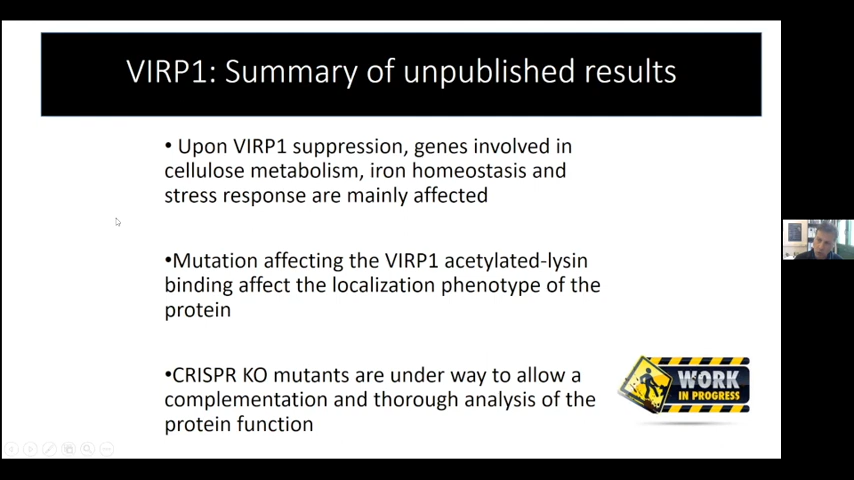 VIRP1: Summary of unpublished results
• Upon VIRP1 suppression, genes involved in
cellulose metabolism, iron homeostasis and
stress response are mainly affected
•Mutation affecting the VIRP1 acetylated-lysin
binding affect the localization phenotype of the
protein
•CRISPR KO mutants are under way to allow a
complementation and thorough analysis of the
protein function
WORK
IN PROGRESS